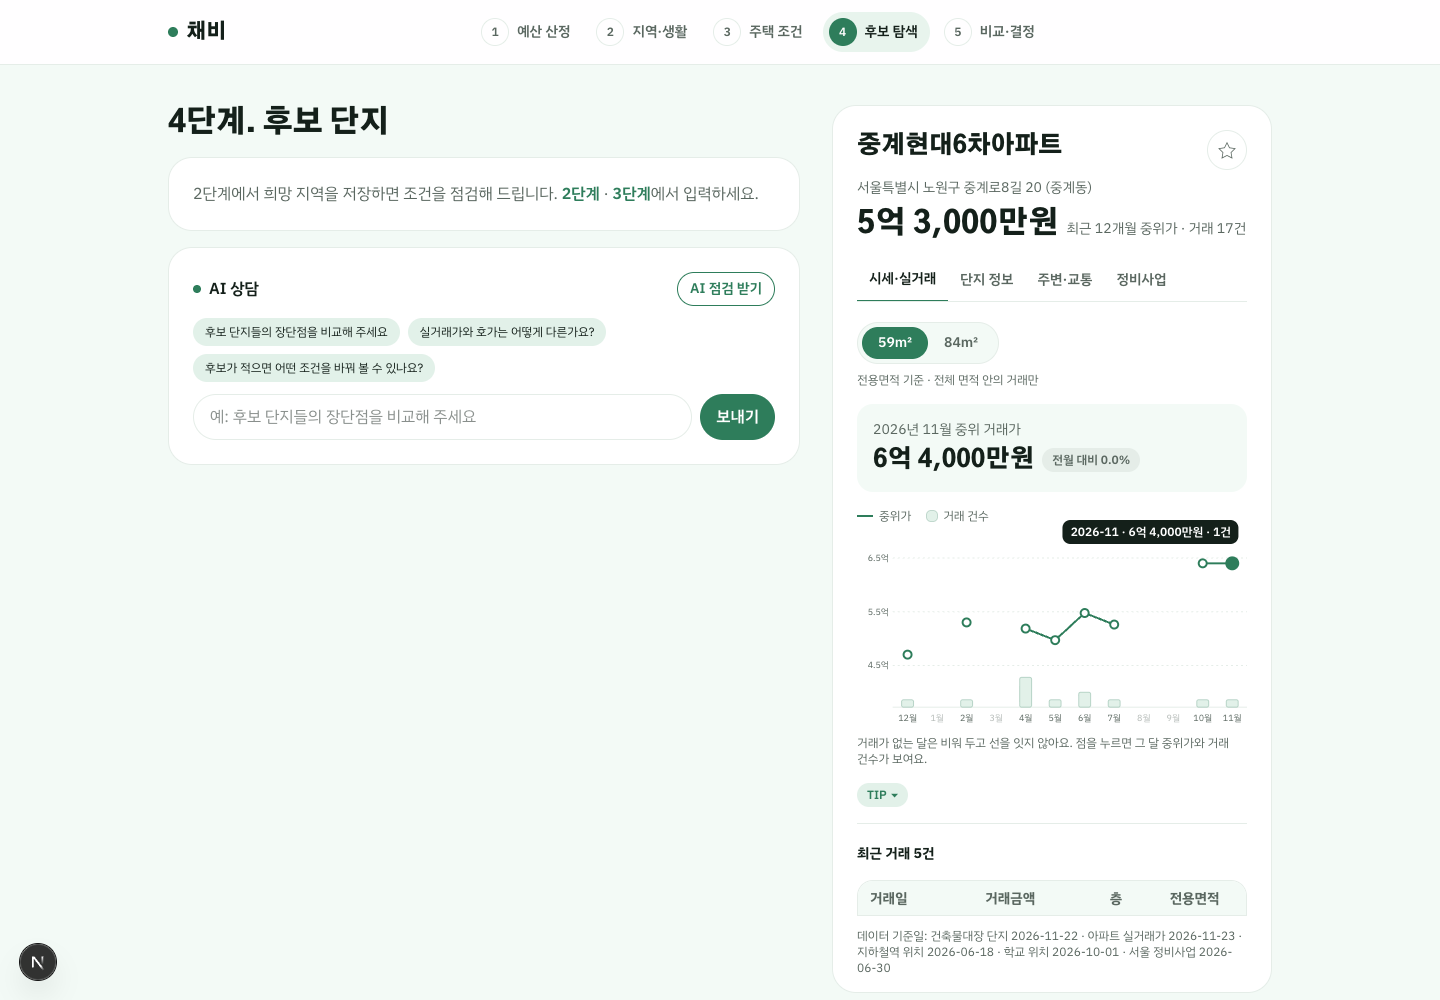 채비
1 예산 산정
2 지역·생활
3 주택 조건
4 후보 탐색
5 비교·결정
4단계. 후보 단지
2단계에서 희망 지역을 저장하면 조건을 점검해 드립니다. 2단계 · 3단계에서 입력하세요.
AI 상담
AI 점검 받기
후보 단지들의 장단점을 비교해 주세요
실거래가와 호가는 어떻게 다른가요?
후보가 적으면 어떤 조건을 바꿔 볼 수 있나요?
예: 후보 단지들의 장단점을 비교해 주세요
보내기
중계현대6차아파트
서울특별시 노원구 중계로8길 20 (중계동)
5억 3,000만원 최근 12개월 중위가 · 거래 17건
시세·실거래 단지 정보 주변·교통 정비사업
59m² 84m²
전용면적 기준 · 전체 면적 안의 거래만
2026년 11월 중위 거래가
6억 4,000만원 전월 대비 0.0%
중위가 거래 건수
2026-11 · 6억 4,000만원 · 1건
6.5억
5.5억
4.5억
12월 1월 2월 3월 4월 5월 6월 7월 8월 9월 10월 11월
거래가 없는 달은 비워 두고 선을 잇지 않아요. 점을 누르면 그 달 중위가와 거래
건수가 보여요.
TIP
최근 거래 5건
거래일 거래금액 층 전용면적
데이터 기준일: 건축물대장 단지 2026-11-22 · 아파트 실거래가 2026-11-23 ·
지하철역 위치 2026-06-18 · 학교 위치 2026-10-01 · 서울 정비사업 2026-
06-30
N